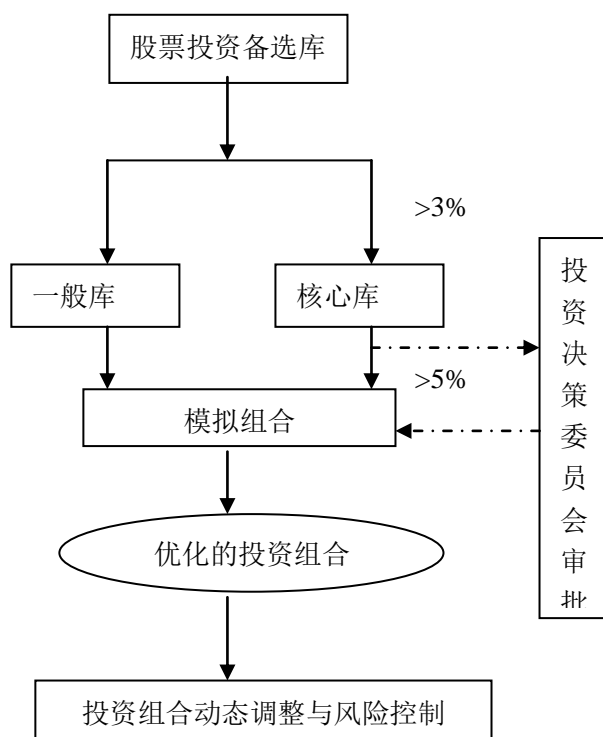 股票投资备选库
>3%
一般库
核心库
>5%
模拟组合
优化的投资组合
投资组合动态调整与风险控制
投
资
决
策
委
员
会
审
批